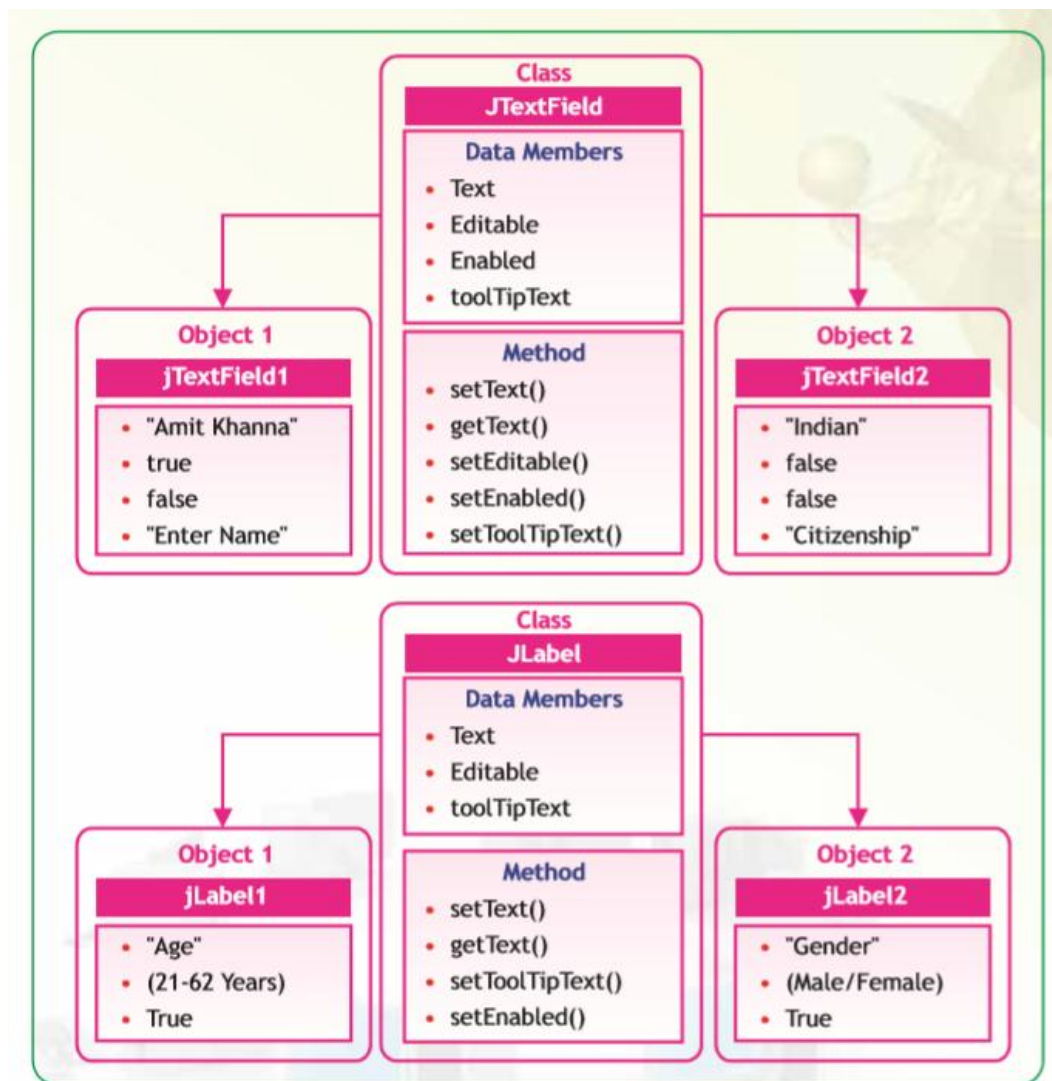 Class
JTextField
Data Members
• Text
• Editable
• Enabled
• toolTipText
Method
• setText()
• getText()
• setEditable()
• setEnabled()
• setToolTipText()
Object 1
jTextField1
• "Amit Khanna"
• true
• false
• "Enter Name"
Object 2
jTextField2
• "Indian"
• false
• false
• "Citizenship"
Class
JLabel
Data Members
• Text
• Editable
• toolTipText
Method
• setText()
• getText()
• setToolTipText()
• setEnabled()
Object 1
jLabel1
• "Age"
• (21-62 Years)
• True
Object 2
jLabel2
• "Gender"
• (Male/Female)
• True